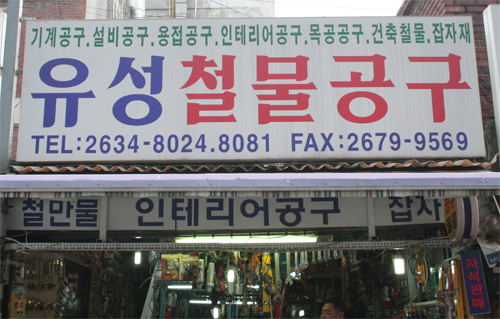 기계공구.설비공구.용접공구.인테리어공구.목공공구.건축철물.잡자재
유성철물공구
TEL:2634-8024.8081 FAX:2679-9569
철만물 인테리어공구 잡자
자석판매